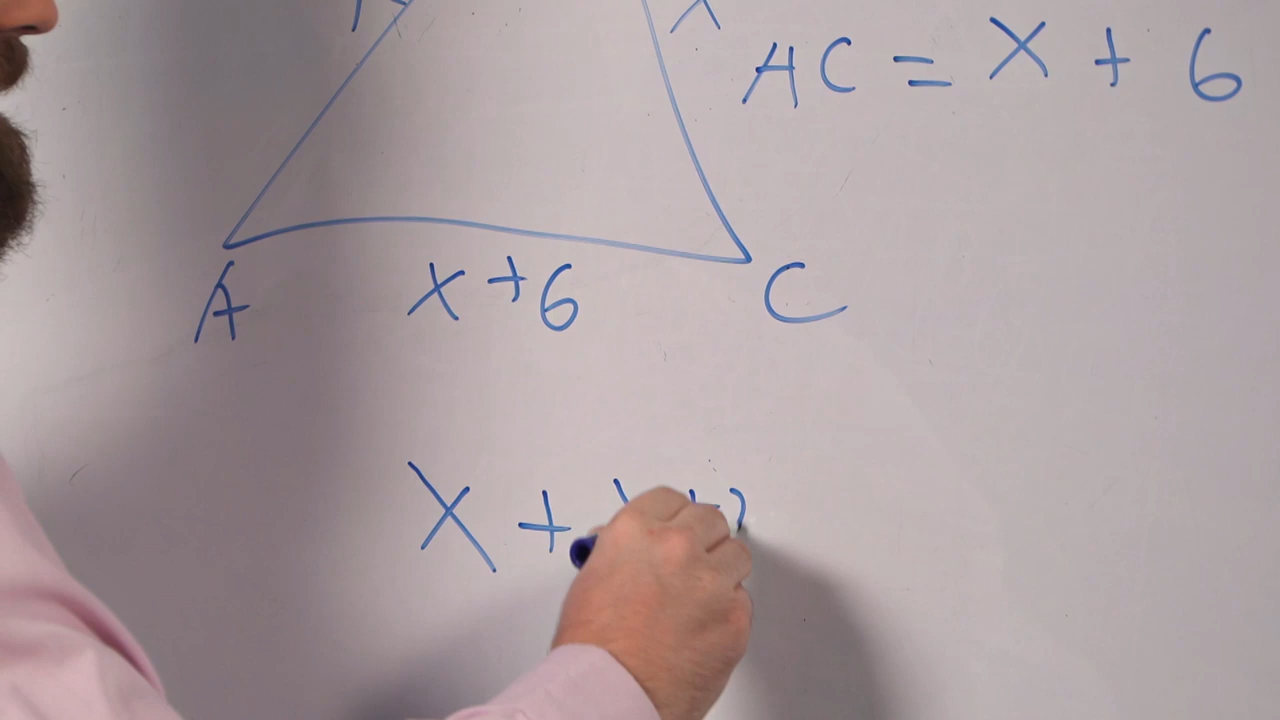 AC = X + 6
A
X + 6
C
X +